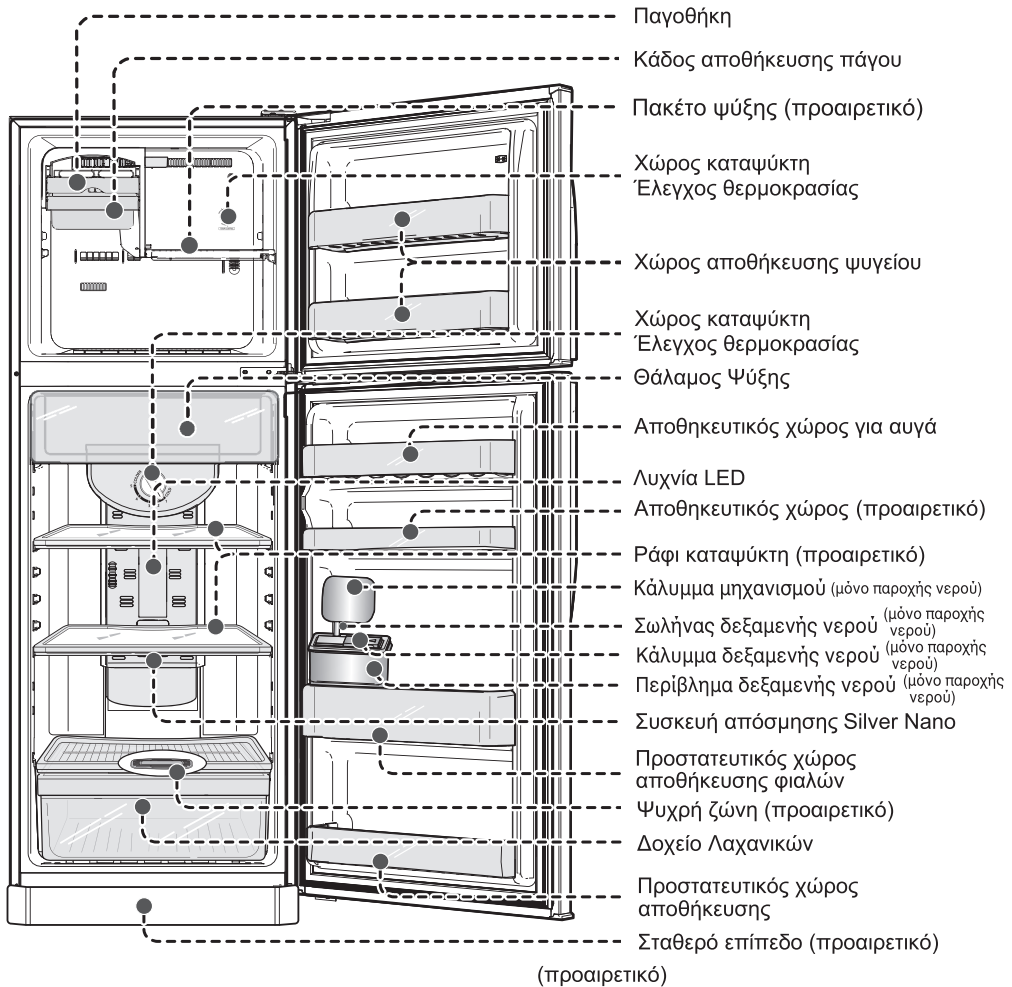 Παγοθήκη
Κάδος αποθήκευσης πάγου
Πακέτο ψύξης (προαιρετικό)
Χώρος καταψύκτη
Έλεγχος θερμοκρασίας
Χώρος αποθήκευσης ψυγείου
Χώρος καταψύκτη
Έλεγχος θερμοκρασίας
Θάλαμος Ψύξης
Αποθηκευτικός χώρος για αυγά
Λυχνία LED
Αποθηκευτικός χώρος (προαιρετικό)
Ράφι καταψύκτη (προαιρετικό)
Κάλυμμα μηχανισμού (μόνο παροχής νερού)
Σωλήνας δεξαμενής νερού (μόνο παροχής
νερού)
Κάλυμμα δεξαμενής νερού (μόνο παροχής
νερού)
Περίβλημα δεξαμενής νερού (μόνο παροχής
νερού)
Συσκευή απόσμησης Silver Nano
Προστατευτικός χώρος
αποθήκευσης φιαλών
Ψυχρή ζώνη (προαιρετικό)
Δοχείο Λαχανικών
Προστατευτικός χώρος
αποθήκευσης
Σταθερό επίπεδο (προαιρετικό)
(προαιρετικό)